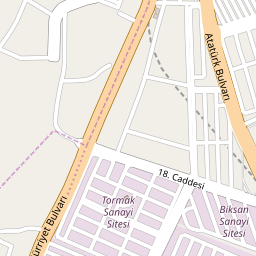 Atatürk Bulvarı
18. Caddesi
Tormak
Sanayi
Sitesi
Biksan
Sanayi
Sitesi
ürriyet Bulvarı